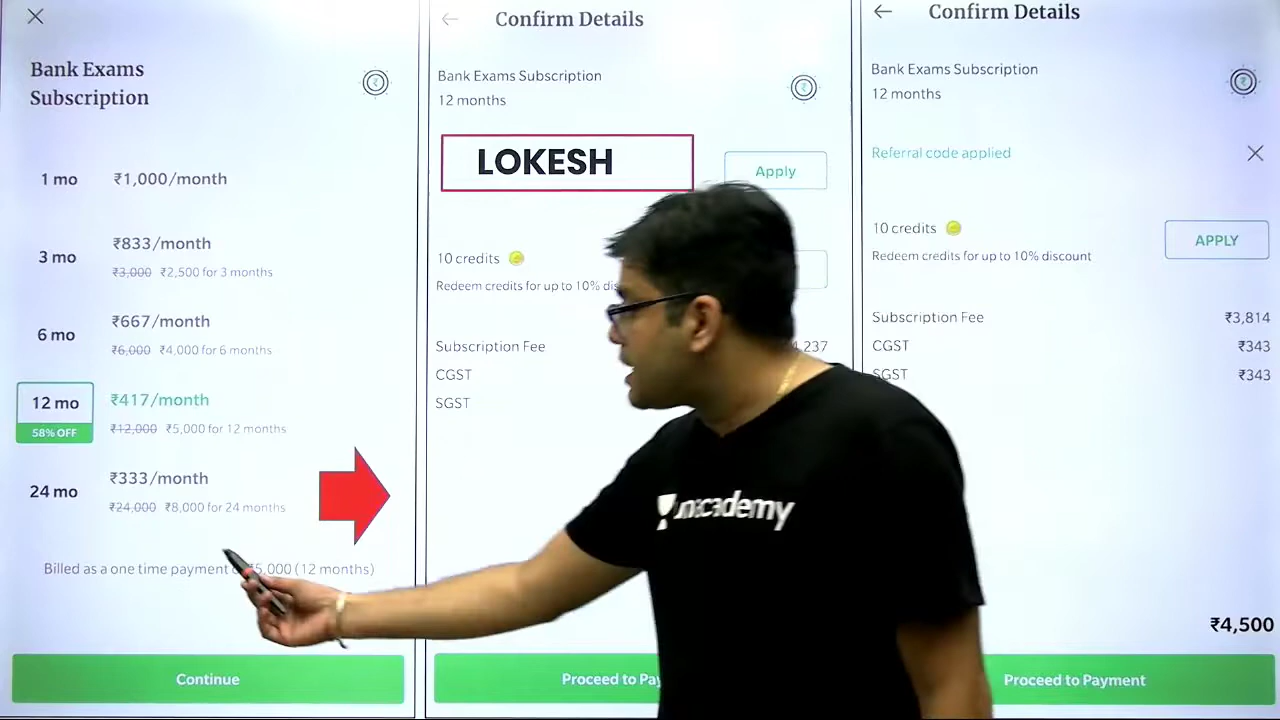 Bank Exams
Subscription
1 mo ₹1,000/month
3 mo ₹833/month
₹3,000 ₹2,500 for 3 months
6 mo ₹667/month
₹6,000 ₹4,000 for 6 months
12 mo ₹417/month
58% OFF ₹12,000 ₹5,000 for 12 months
24 mo ₹333/month
₹24,000 ₹8,000 for 24 months
Billed as a one time payment ₹5,000 (12 months)
Continue
Confirm Details
Bank Exams Subscription
12 months
LOKESH
Apply
10 credits
Redeem credits for up to 10%
Subscription Fee
CGST
SGST
Proceed to
unacademy
Confirm Details
Bank Exams Subscription
12 months
Referral code applied
10 credits
APPLY
Redeem credits for up to 10% discount
Subscription Fee ₹3,814
CGST ₹343
SGST ₹343
₹4,500
Proceed to Payment